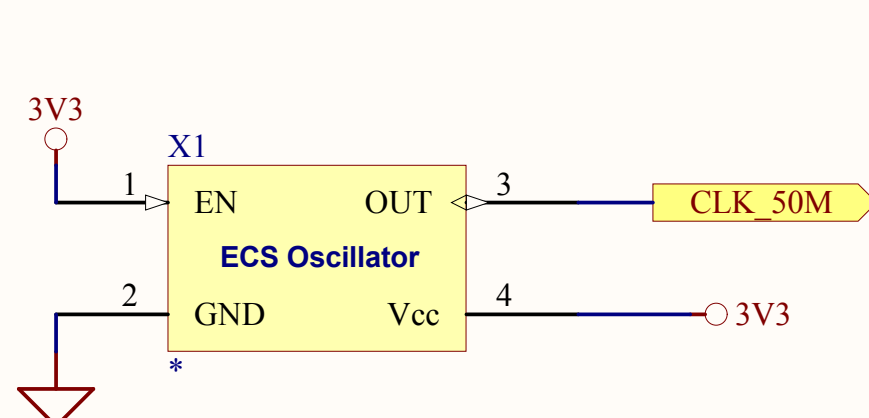 3V3
X1
1
EN
OUT
3
CLK_50M
ECS Oscillator
2
GND
Vcc
4
3V3
*